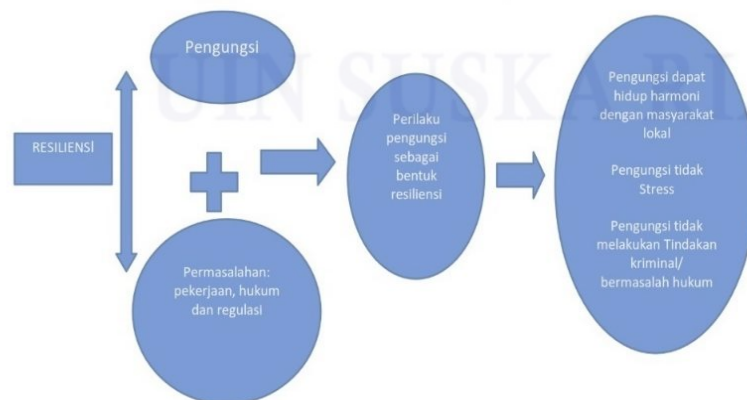 UIN SUSKA RI
Pengungsi
RESILIENSI
Permasalahan:
pekerjaan, hukum
dan regulasi
Perilaku
pengungsi
sebagai
bentuk
resiliensi
Pengungsi dapat
hidup harmoni
dengan masyarakat
lokal
Pengungsi tidak
Stress
Pengungsi tidak
melakukan Tindakan
kriminal/
bermasalah hukum